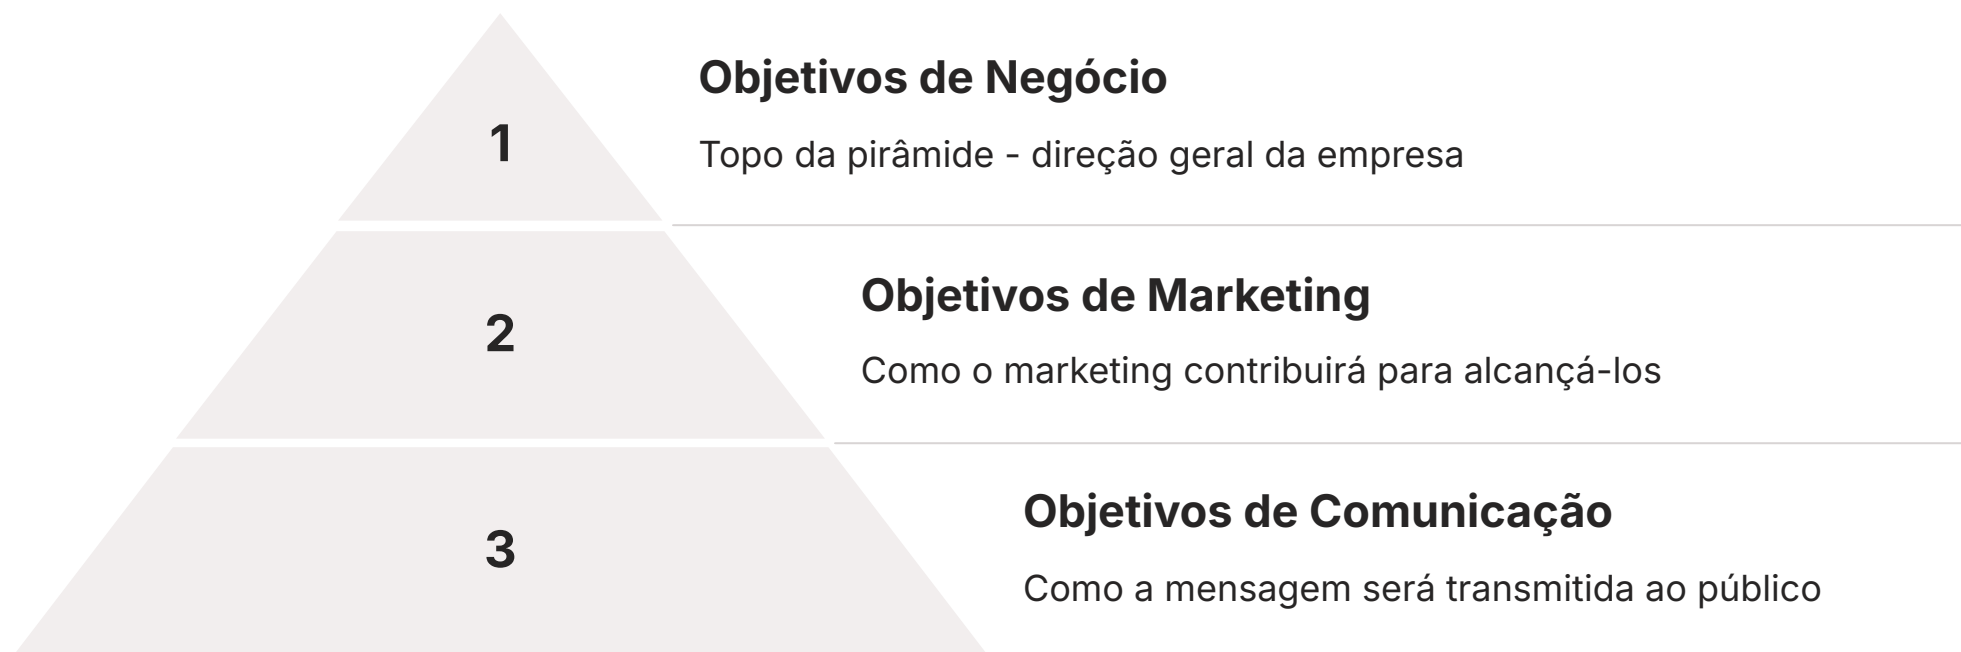 1
Objetivos de Negócio
Topo da pirâmide - direção geral da empresa
2
Objetivos de Marketing
Como o marketing contribuirá para alcançá-los
3
Objetivos de Comunicação
Como a mensagem será transmitida ao público